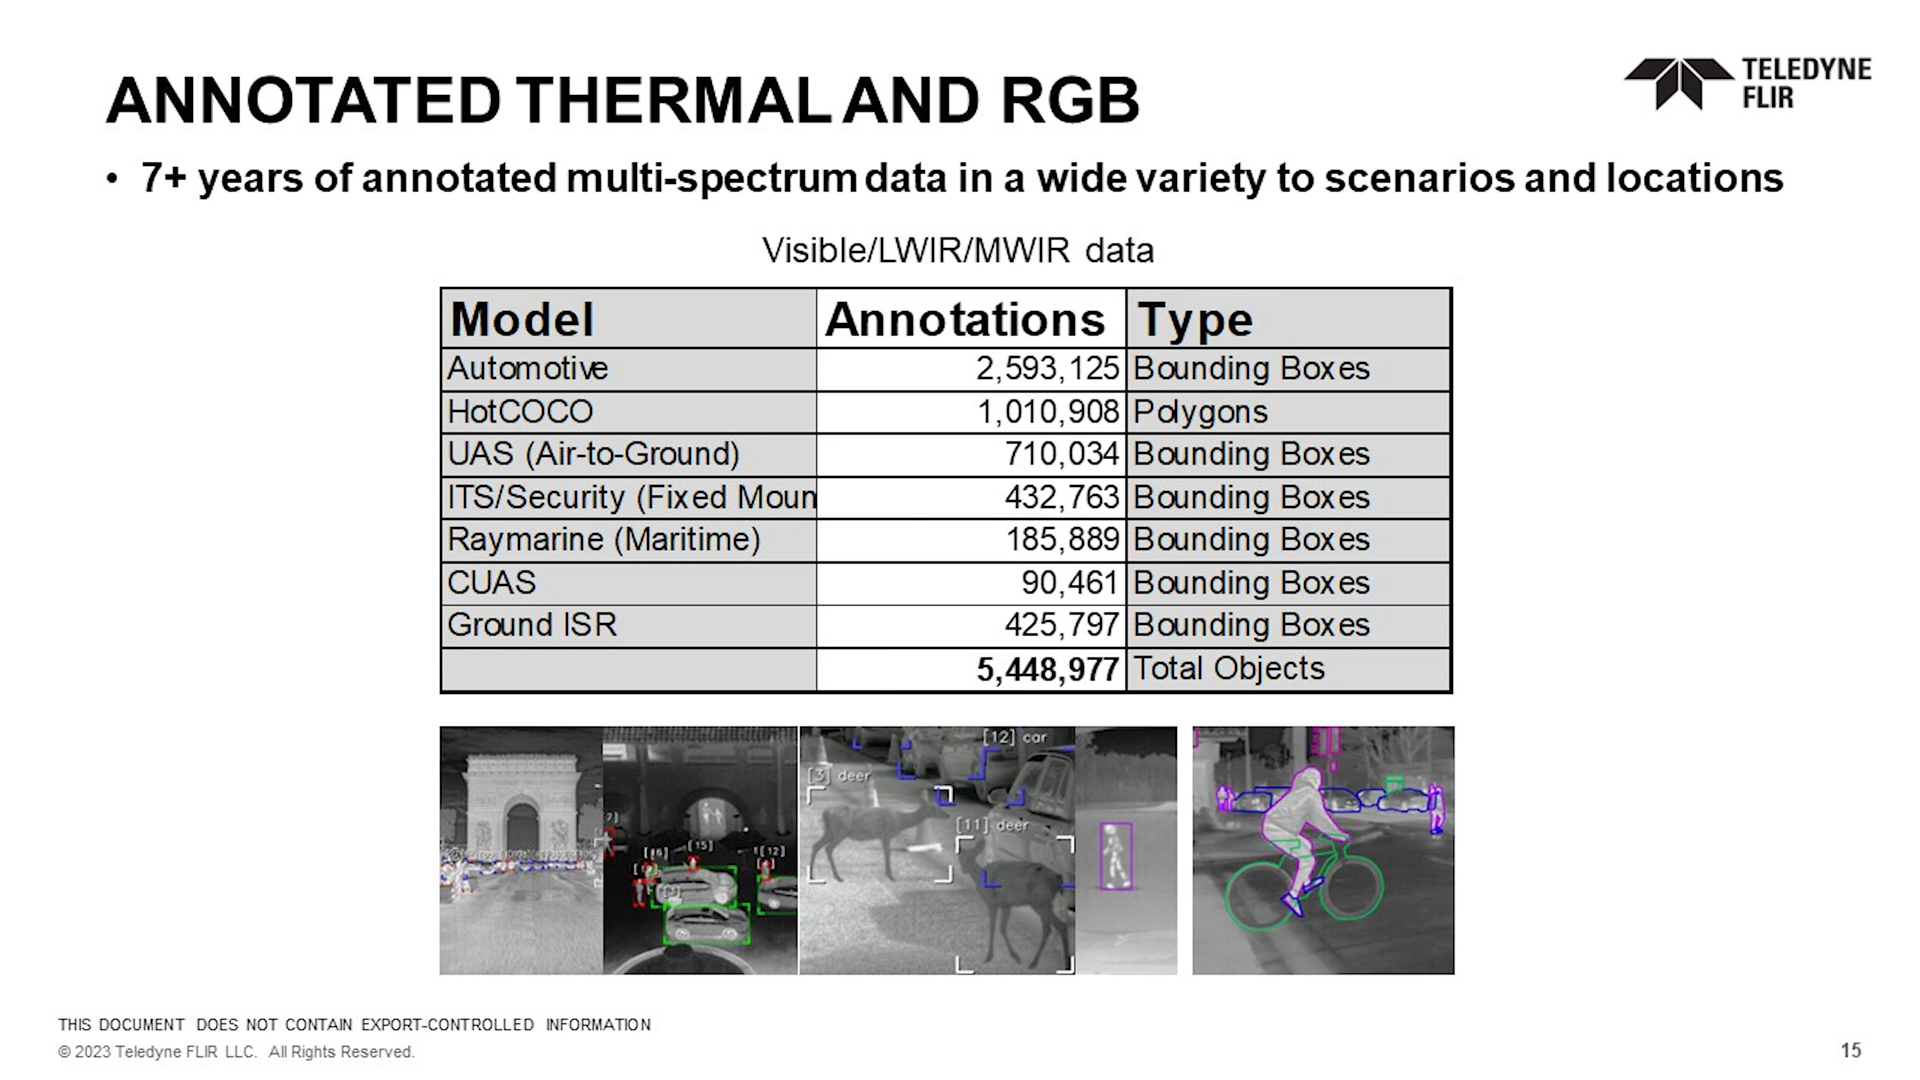 TELEDYNE
FLIR
ANNOTATED THERMAL AND RGB
• 7+ years of annotated multi-spectrum data in a wide variety to scenarios and locations
Visible/LWIR/MWIR data
Model Annotations Type
Automotive 2,593,125 Bounding Boxes
HotCOCO 1,010,908 Polygons
UAS (Air-to-Ground) 710,034 Bounding Boxes
ITS/Security (Fixed Moun 432,763 Bounding Boxes
Raymarine (Maritime) 185,889 Bounding Boxes
CUAS 90,461 Bounding Boxes
Ground ISR 425,797 Bounding Boxes
5,448,977 Total Objects
[12] car
[3] deer
[11] deer
[15]
[12]
THIS DOCUMENT DOES NOT CONTAIN EXPORT-CONTROLLED INFORMATION
© 2023 Teledyne FLIR LLC. All Rights Reserved.
15